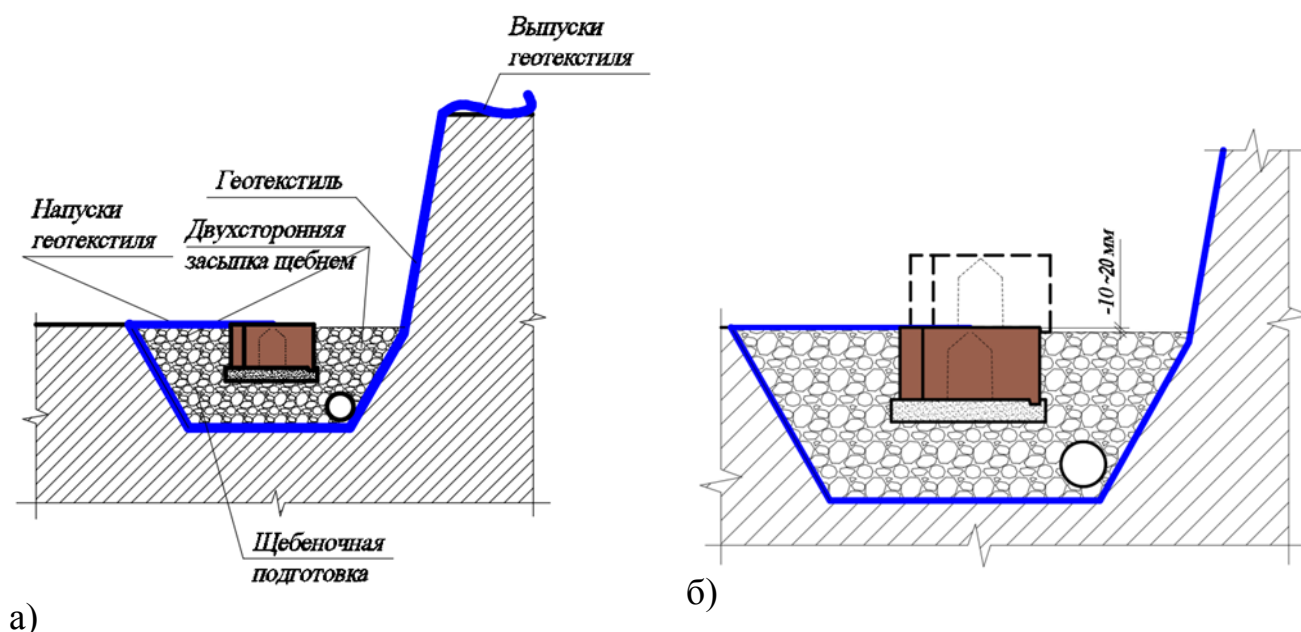 Выпуски
геотекстиля
Геотекстиль
Напуски
геотекстиля
Двухсторонняя
засыпка щебнем
Щебеночная
подготовка
а)
-10~20 мм
б)